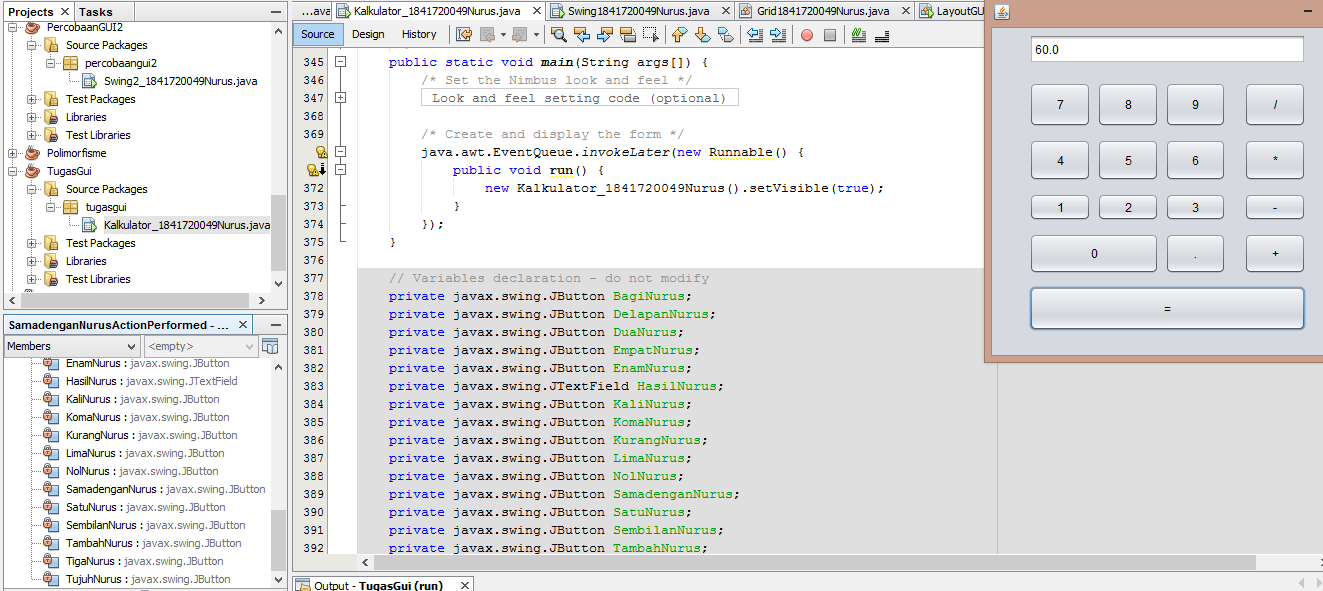 Projects
Tasks
PercobaanGUI2
Source Packages
percobaangui2
Swing2_1841720049Nurus.java
Test Packages
Libraries
Test Libraries
Polimorfisme
TugasGui
Source Packages
tugasgui
Kalkulator_1841720049Nurus.java
Test Packages
Libraries
Test Libraries
SamadenganNurusActionPerformed - ...
Members
<empty>
EnamNurus : javax.swing.JButton
HasilNurus : javax.swing.JTextField
KaliNurus : javax.swing.JButton
KomaNurus : javax.swing.JButton
KurangNurus : javax.swing.JButton
LimaNurus : javax.swing.JButton
NolNurus : javax.swing.JButton
SamadenganNurus : javax.swing.JButton
SatuNurus : javax.swing.JButton
SembilanNurus : javax.swing.JButton
TambahNurus : javax.swing.JButton
TigaNurus : javax.swing.JButton
TujuhNurus : javax.swing.JButton
...ava
Kalkulator_1841720049Nurus.java
Swing1841720049Nurus.java
Grid1841720049Nurus.java
LayoutGU
Source
Design
History
345 public static void main(String args[]) {
346 /* Set the Nimbus look and feel */
347 Look and feel setting code (optional)
368
369 /* Create and display the form */
java.awt.EventQueue.invokeLater(new Runnable() {
public void run() {
372 new Kalkulator_1841720049Nurus().setVisible(true);
373 }
374 });
375 }
376
377 // Variables declaration - do not modify
378 private javax.swing.JButton BagiNurus;
379 private javax.swing.JButton DelapanNurus;
380 private javax.swing.JButton DuaNurus;
381 private javax.swing.JButton EmpatNurus;
382 private javax.swing.JButton EnamNurus;
383 private javax.swing.JTextField HasilNurus;
384 private javax.swing.JButton KaliNurus;
385 private javax.swing.JButton KomaNurus;
386 private javax.swing.JButton KurangNurus;
387 private javax.swing.JButton LimaNurus;
388 private javax.swing.JButton NolNurus;
389 private javax.swing.JButton SamadenganNurus;
390 private javax.swing.JButton SatuNurus;
391 private javax.swing.JButton SembilanNurus;
392 private javax.swing.JButton TambahNurus;
Output - TugasGui (run)
60.0
7 8 9 /
4 5 6 *
1 2 3 -
0 . +
=